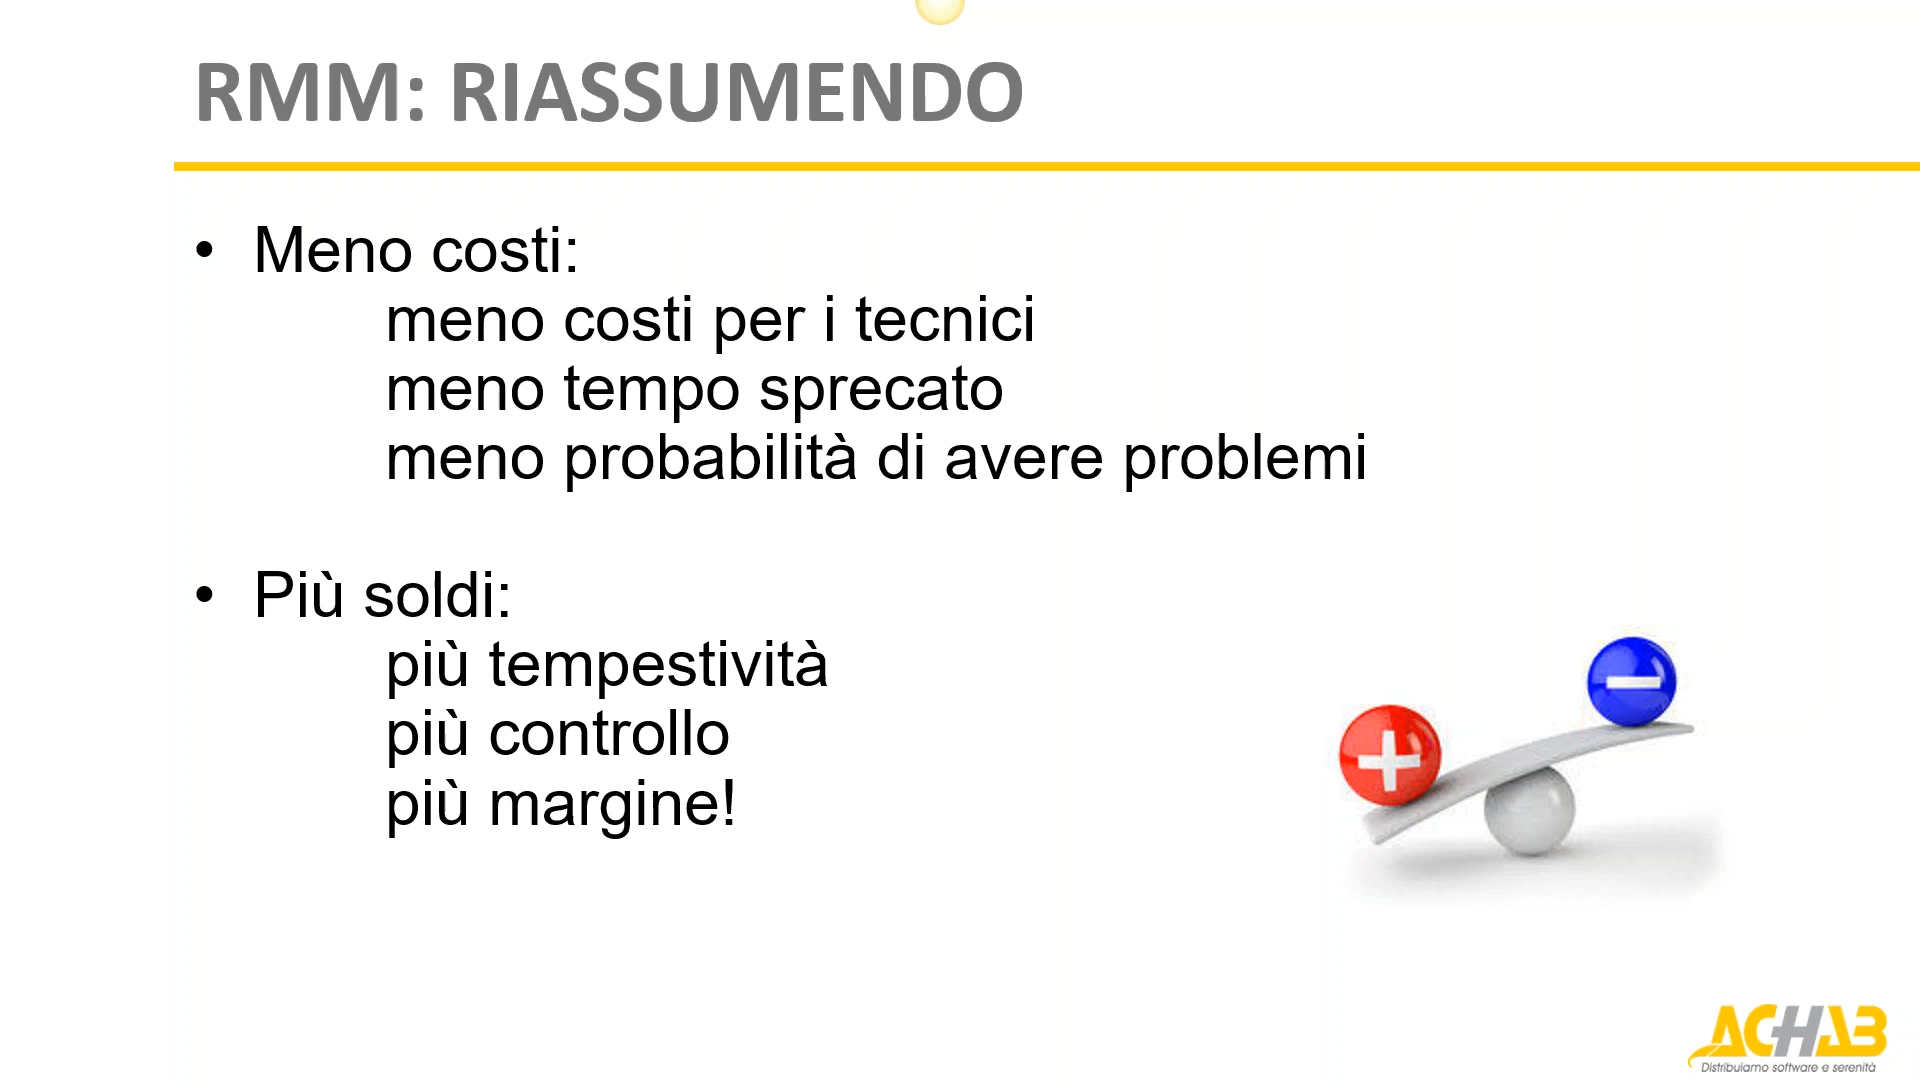 RMM: RIASSUMENDO
• Meno costi:
meno costi per i tecnici
meno tempo sprecato
meno probabilità di avere problemi
• Più soldi:
più tempestività
più controllo
più margine!
ACHAB
Distribuiamo software e serenità